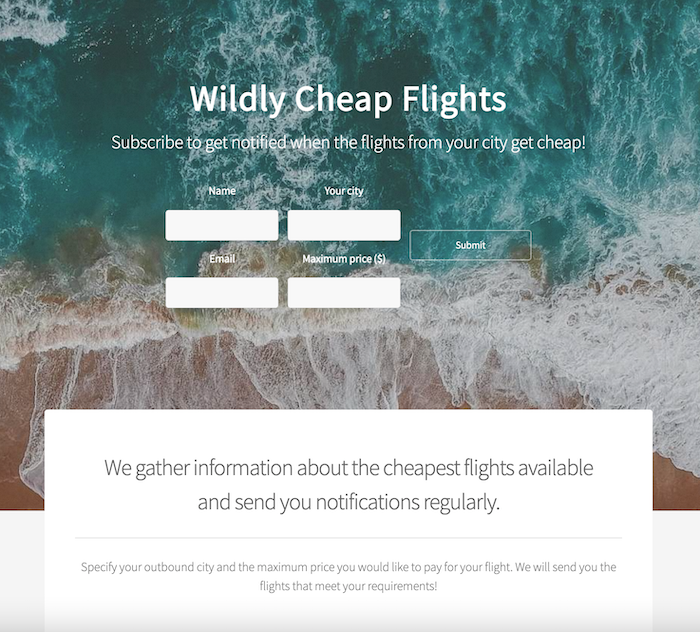 Wildly Cheap Flights
Subscribe to get notified when the flights from your city get cheap!
Name
Your city
Submit
Email
Maximum price ($)
We gather information about the cheapest flights available
and send you notifications regularly.
Specify your outbound city and the maximum price you would like to pay for your flight. We will send you the
flights that meet your requirements!